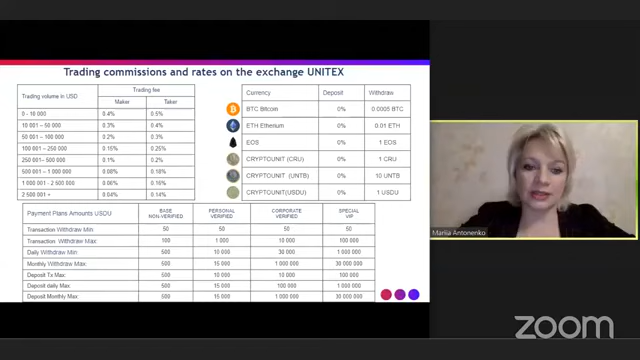 Trading commissions and rates on the exchange UNITEX
Trading volume in USD Trading fee
Maker Taker
0 - 10 000 0.4% 0.5%
10 001 – 50 000 0.3% 0.4%
50 001 – 100 000 0.2% 0.3%
100 001 – 250 000 0.15% 0.25%
250 001– 500 000 0.1% 0.2%
500 001 – 1 000 000 0.08% 0.18%
1 000 001 - 2 500 000 0.06% 0.16%
2 500 001 + 0.04% 0.14%
Currency Deposit Withdraw
BTC Bitcoin 0% 0.0005 BTC
ETH Etherium 0% 0.01 ETH
EOS 0% 1 EOS
CRYPTOUNIT (CRU) 0% 1 CRU
CRYPTOUNIT (UNTB) 0% 10 UNTB
CRYPTOUNIT(USDU) 0% 1 USDU
Payment Plans Amounts USDU BASE NON-VERIFIED PERSONAL VERIFIED CORPORATE VERIFIED SPECIAL VIP
Transaction Withdraw Min: 50 50 50 50
Transaction Withdraw Max: 100 1 000 10 000 100 000
Daily Withdraw Min: 500 10 000 30 000 1 000 000
Monthly Withdraw Max: 500 15 000 1 000 000 30 000 000
Deposit Tx Max: 500 10 000 10 000 100 000
Deposit daily Max: 500 15 000 100 000 1 000 000
Deposit Monthly Max: 500 15 000 1 000 000 30 000 000
Mariia Antonenko
zoom